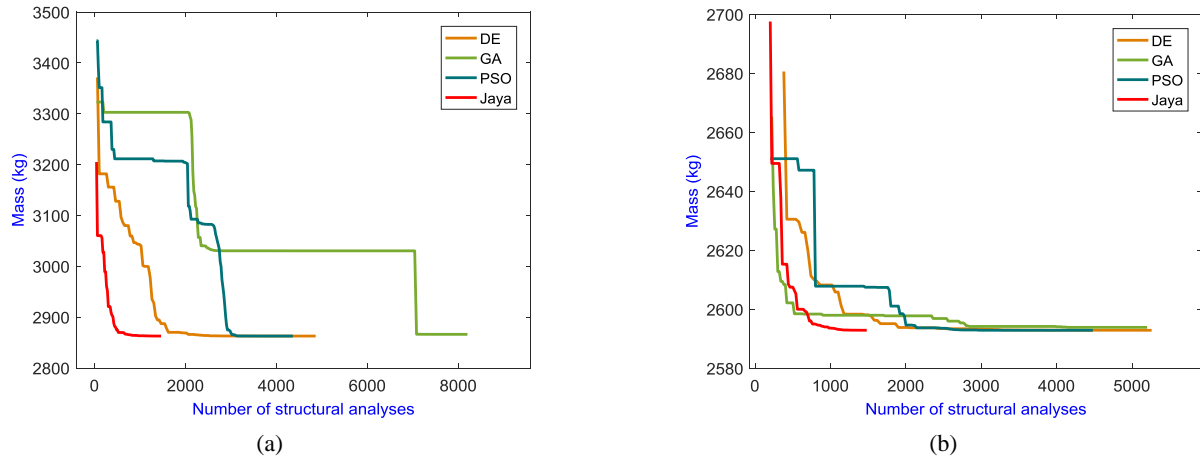 3500
3400
3300
3200
3100
3000
2900
2800
Mass (kg)
DE
GA
PSO
Jaya
0
2000
4000
6000
8000
Number of structural analyses
(a)
2700
2680
2660
2640
2620
2600
2580
Mass (kg)
DE
GA
PSO
Jaya
0
1000
2000
3000
4000
5000
Number of structural analyses
(b)